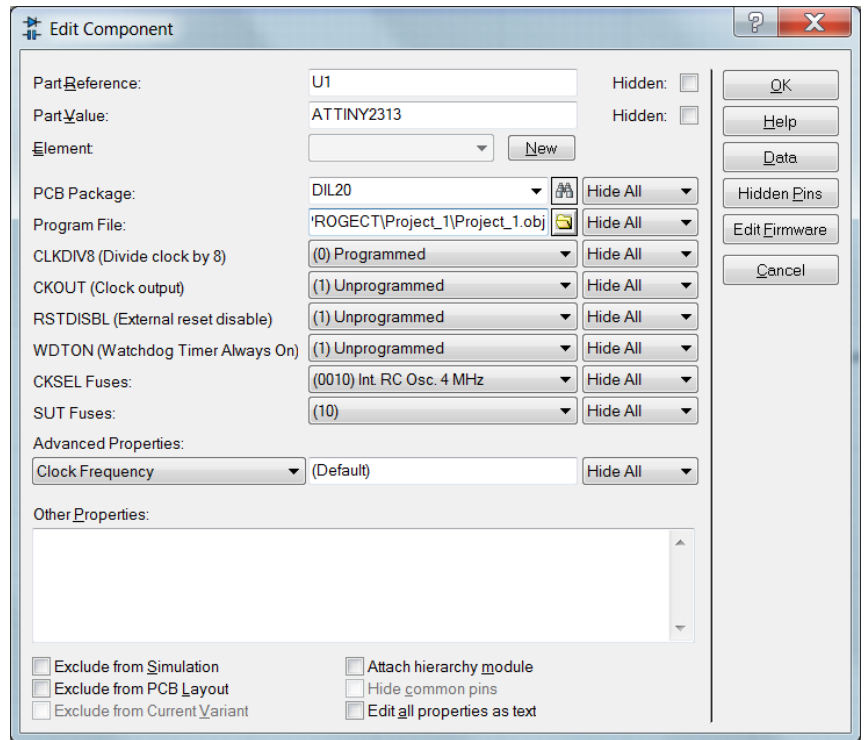 Edit Component
Part Reference: U1 Hidden: OK
Part Value: ATTINY2313 Hidden: Help
Element: New Data
PCB Package: DIL20 Hide All Hidden Pins
Program File: 'ROGECT\Project_1\Project_1.obj Hide All Edit Firmware
CLKDIV8 (Divide clock by 8) (0) Programmed Hide All
CKOUT (Clock output) (1) Unprogrammed Hide All Cancel
RSTDISBL (External reset disable) (1) Unprogrammed Hide All
WDTON (Watchdog Timer Always On) (1) Unprogrammed Hide All
CKSEL Fuses: (0010) Int. RC Osc. 4 MHz Hide All
SUT Fuses: (10) Hide All
Advanced Properties:
Clock Frequency (Default) Hide All
Other Properties:
Exclude from Simulation Attach hierarchy module
Exclude from PCB Layout Hide common pins
Exclude from Current Variant Edit all properties as text